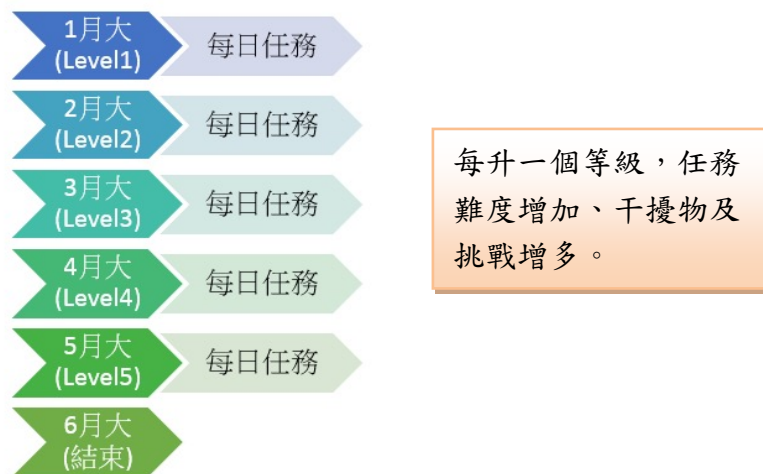 1月大
(Level1)
每日任務
2月大
(Level2)
每日任務
3月大
(Level3)
每日任務
4月大
(Level4)
每日任務
5月大
(Level5)
每日任務
6月大
(結束)
每升一個等級，任務
難度增加、干擾物及
挑戰增多。